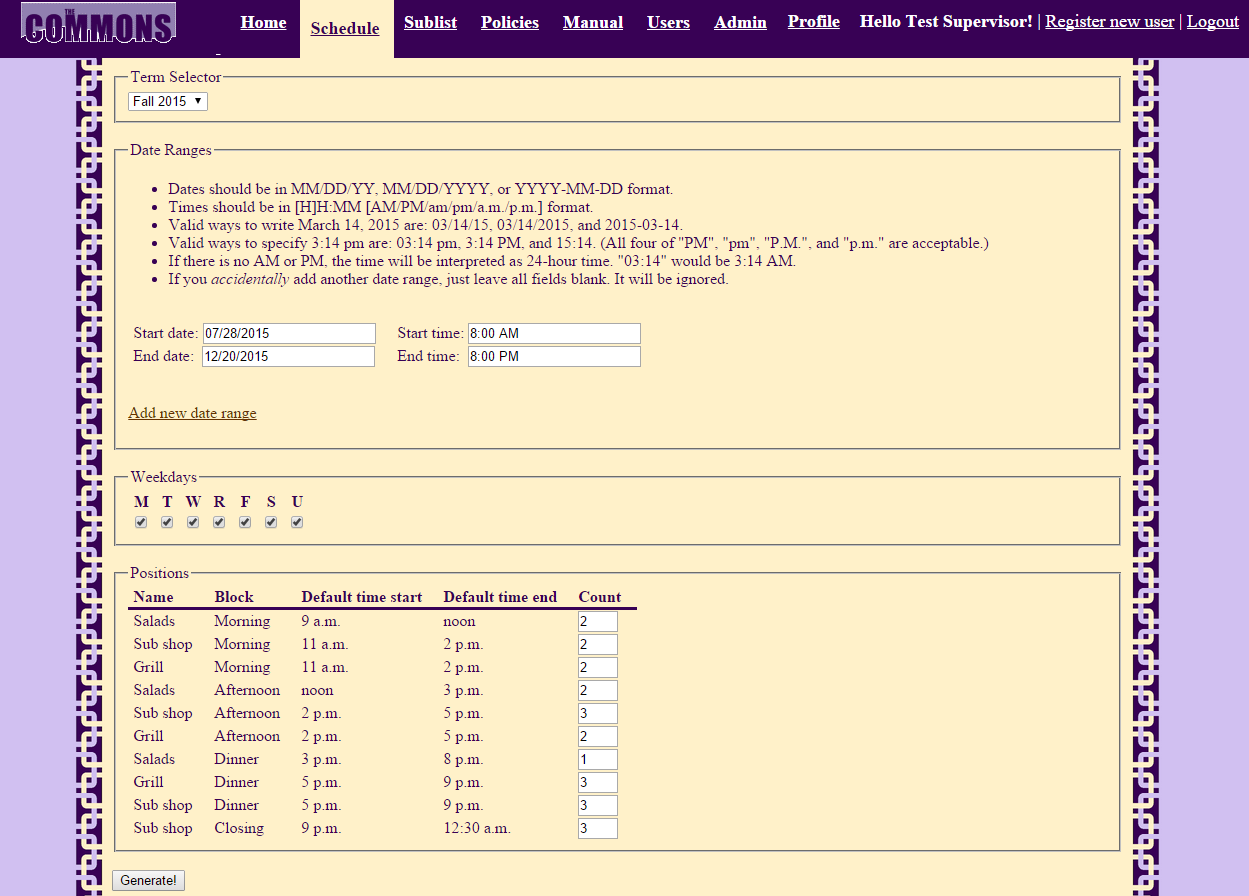 THE COMMONS
Home Schedule Sublist Policies Manual Users Admin Profile Hello Test Supervisor! | Register new user | Logout
Term Selector
Fall 2015
Date Ranges
• Dates should be in MM/DD/YY, MM/DD/YYYY, or YYYY-MM-DD format.
• Times should be in [H]H:MM [AM/PM/am/pm/a.m./p.m.] format.
• Valid ways to write March 14, 2015 are: 03/14/15, 03/14/2015, and 2015-03-14.
• Valid ways to specify 3:14 pm are: 03:14 pm, 3:14 PM, and 15:14. (All four of "PM", "pm", "P.M.", and "p.m." are acceptable.)
• If there is no AM or PM, the time will be interpreted as 24-hour time. "03:14" would be 3:14 AM.
• If you accidentally add another date range, just leave all fields blank. It will be ignored.
Start date: 07/28/2015 Start time: 8:00 AM
End date: 12/20/2015 End time: 8:00 PM
Add new date range
Weekdays
M T W R F S U
Positions
Name Block Default time start Default time end Count
Salads Morning 9 a.m. noon 2
Sub shop Morning 11 a.m. 2 p.m. 2
Grill Morning 11 a.m. 2 p.m. 2
Salads Afternoon noon 3 p.m. 2
Sub shop Afternoon 2 p.m. 5 p.m. 3
Grill Afternoon 2 p.m. 5 p.m. 2
Salads Dinner 3 p.m. 8 p.m. 1
Grill Dinner 5 p.m. 9 p.m. 3
Sub shop Dinner 5 p.m. 9 p.m. 3
Sub shop Closing 9 p.m. 12:30 a.m. 3
Generate!